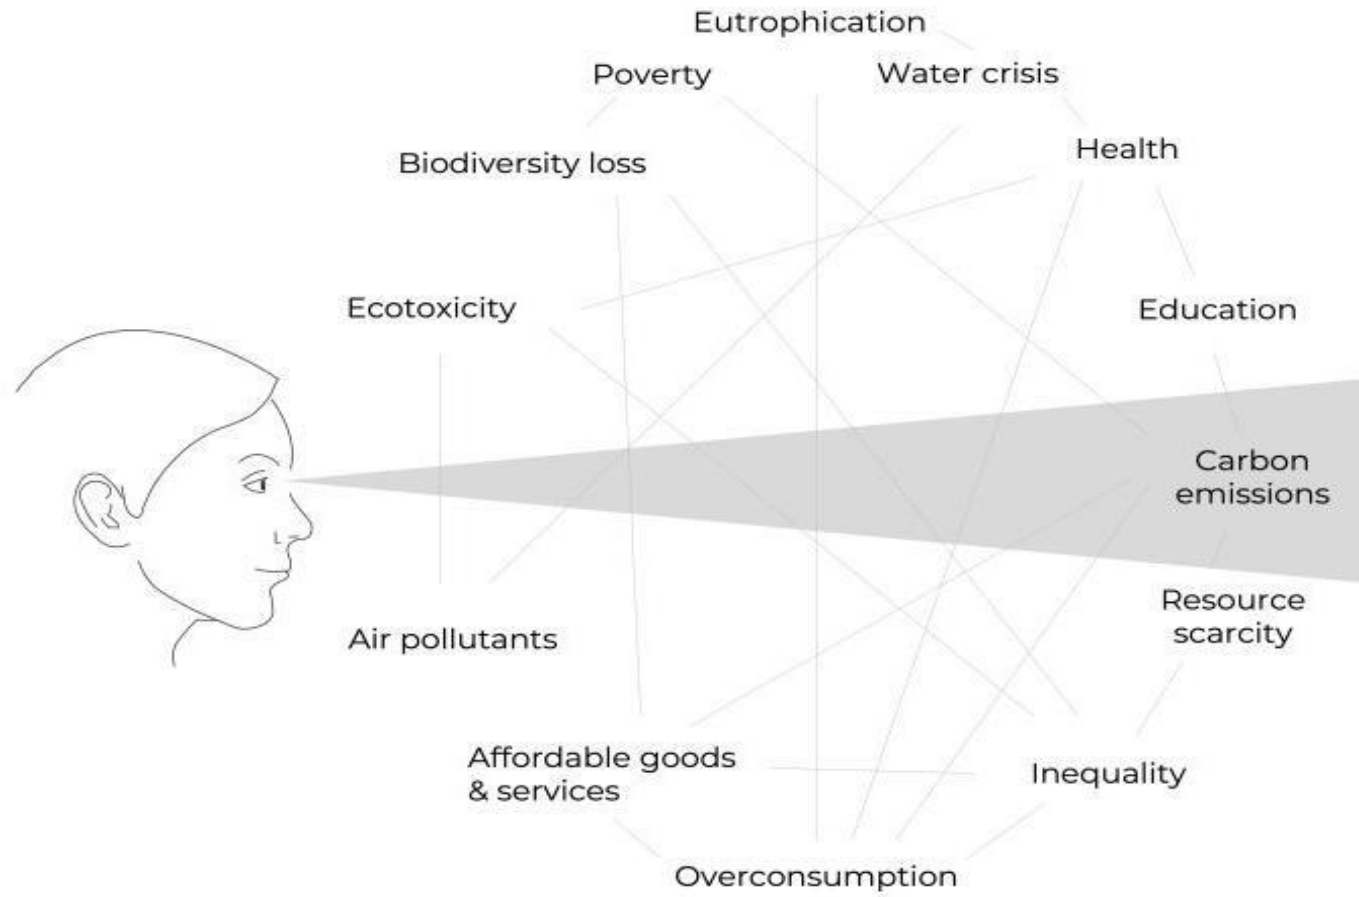 Eutrophication
Poverty
Water crisis
Health
Biodiversity loss
Ecotoxicity
Education
Carbon
emissions
Resource
scarcity
Air pollutants
Affordable goods
& services
Inequality
Overconsumption